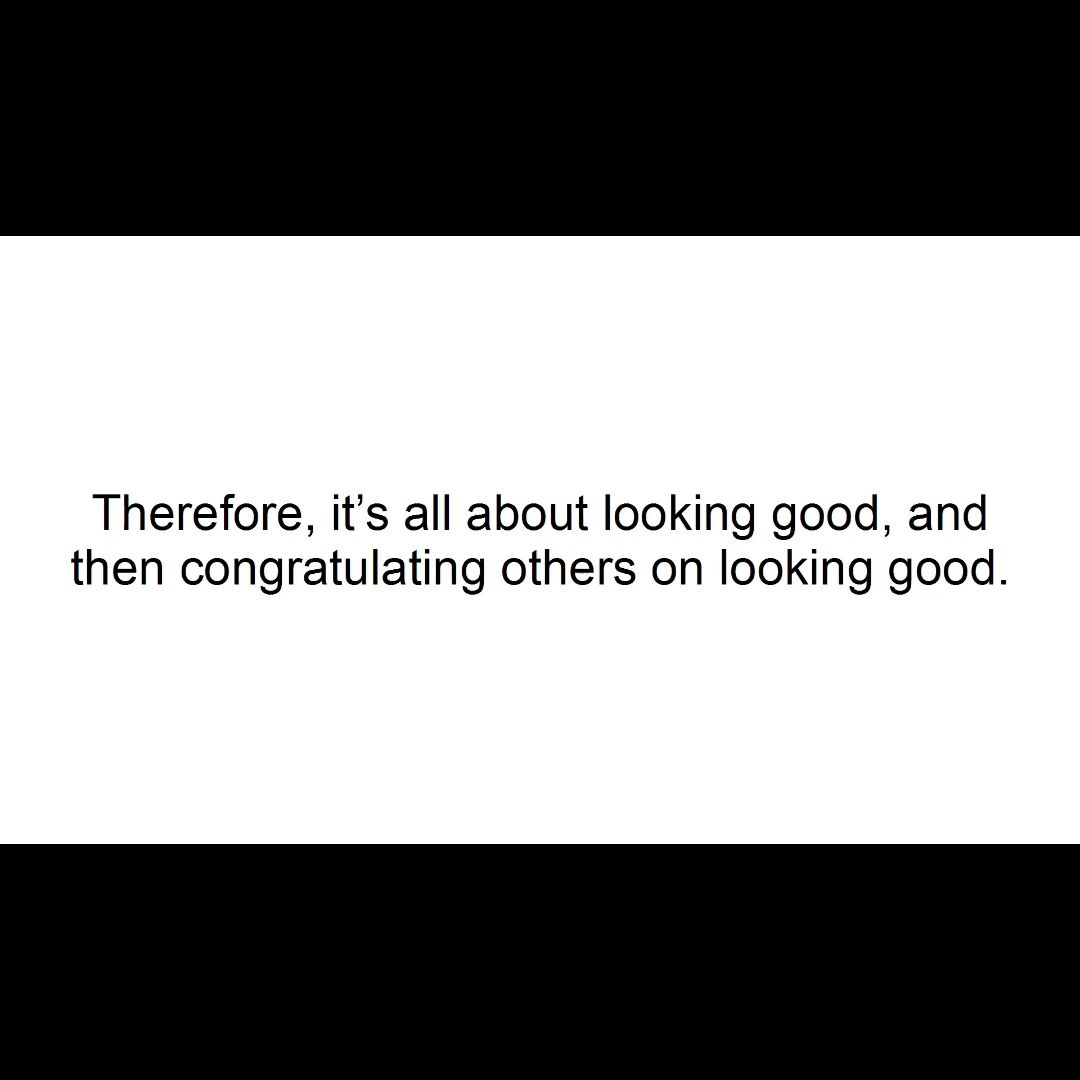 Therefore, it’s all about looking good, and
then congratulating others on looking good.